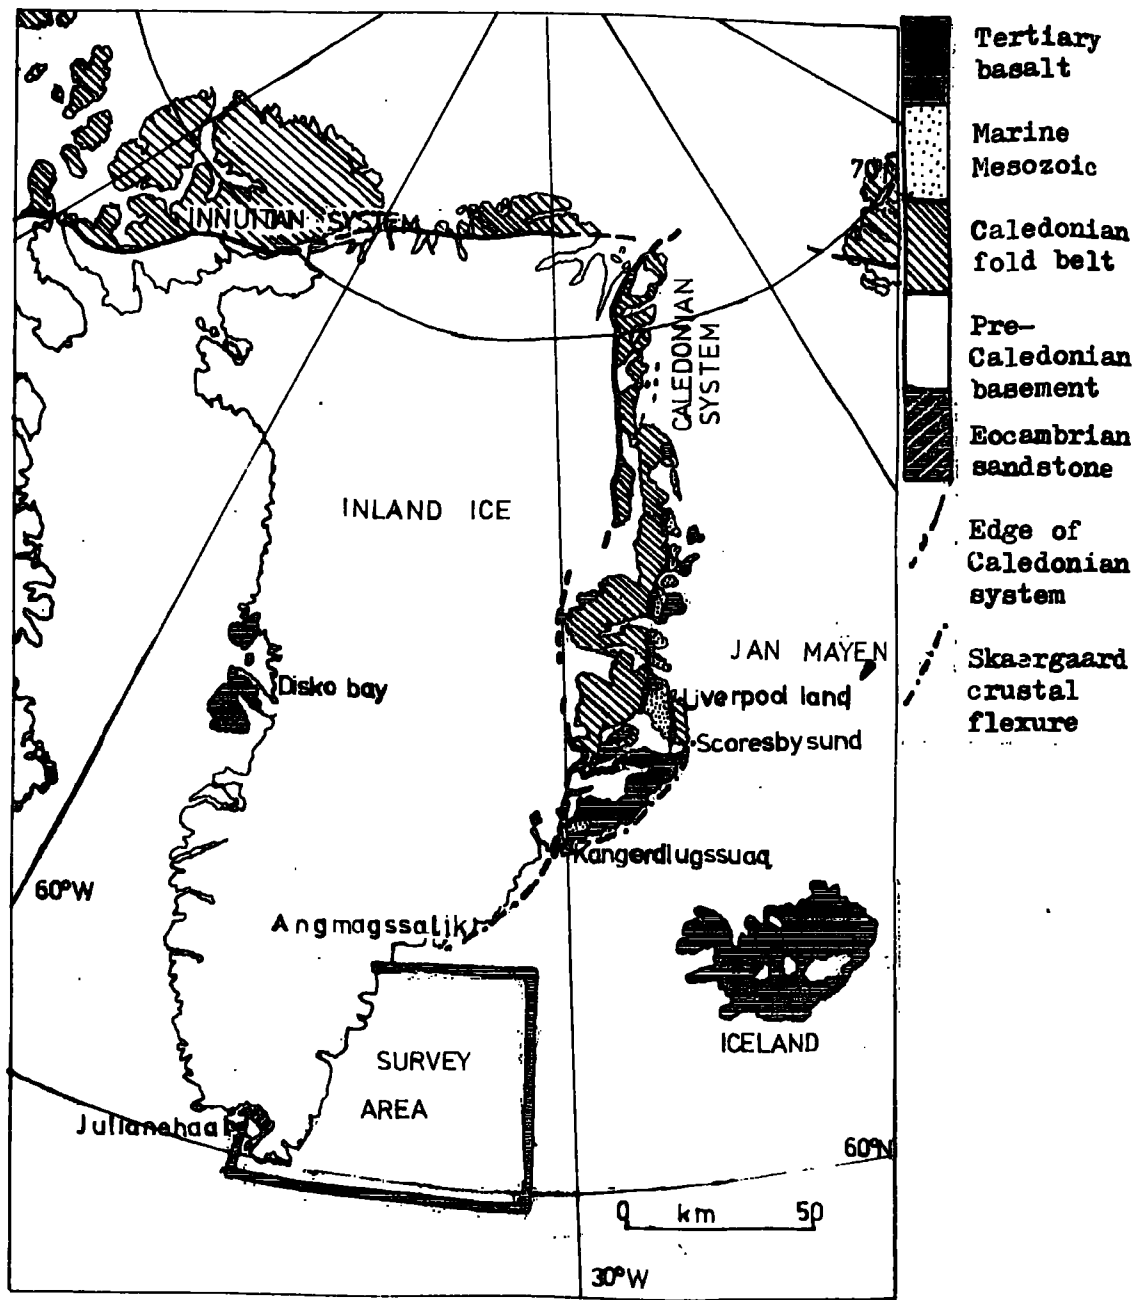 Tertiary
basalt
Marine
Mesozoic
Caledonian
fold belt
Pre-
Caledonian
basement
Eocambrian
sandstone
Edge of
Caledonian
system
Skaergaard
crustal
flexure
INNUITIAN SYSTEM
CALEDONIAN
SYSTEM
INLAND ICE
JAN MAYEN
Disko bay
Liverpool land
Scoresby sund
Kangerdlugssuaq
60°W
Angmagssalik
ICELAND
SURVEY
AREA
Julianehaab
60°N
0 km 50
30°W